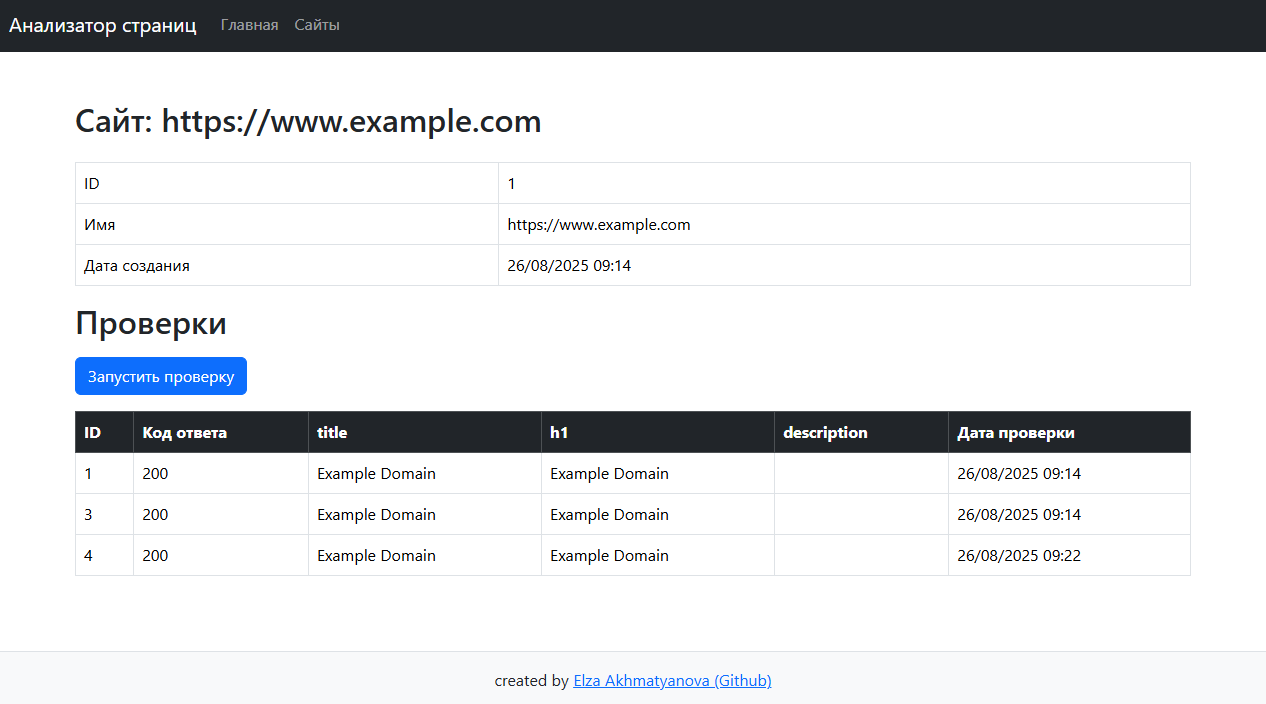 Анализатор страниц Главная Сайты
Сайт: https://www.example.com
ID 1
Имя https://www.example.com
Дата создания 26/08/2025 09:14
Проверки
Запустить проверку
ID Код ответа title h1 description Дата проверки
1 200 Example Domain Example Domain 26/08/2025 09:14
3 200 Example Domain Example Domain 26/08/2025 09:14
4 200 Example Domain Example Domain 26/08/2025 09:22
created by Elza Akhmatyanova (Github)